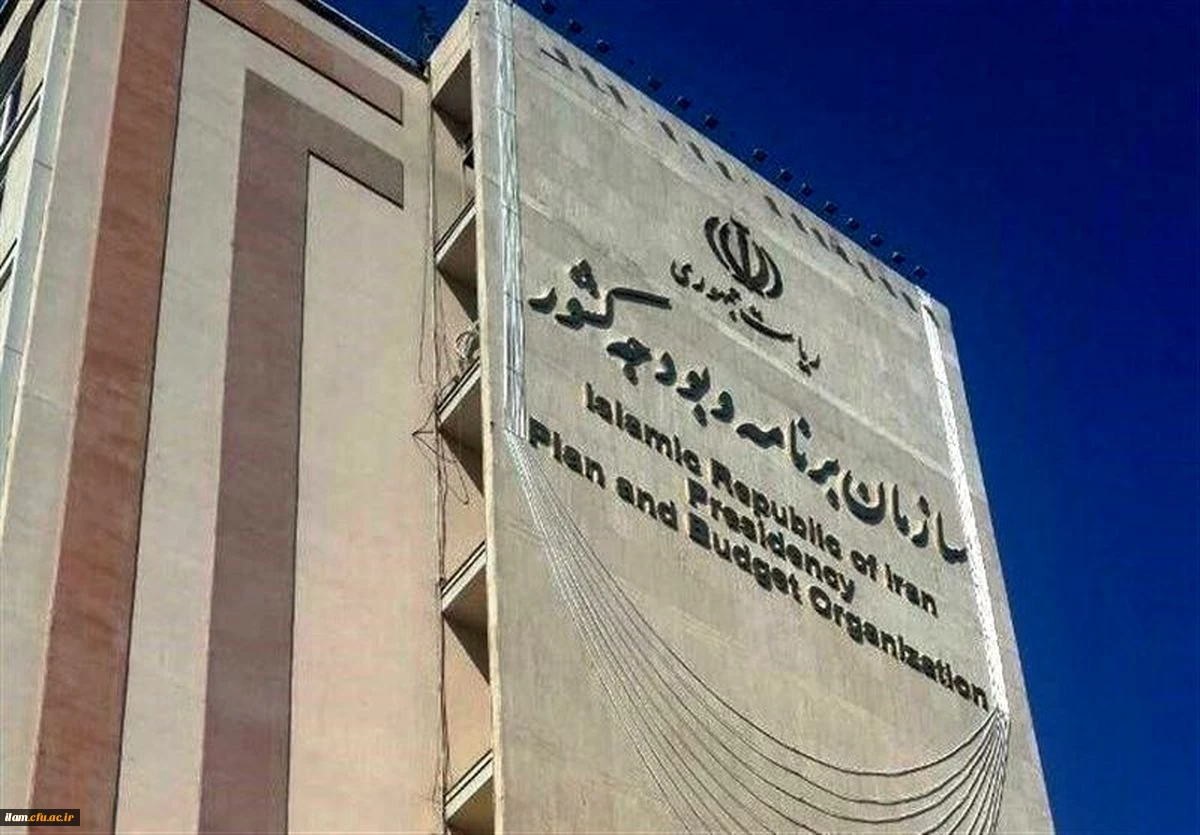 ریاست جمهوری
سازمان برنامه و بودجه کشور
Islamic Republic of Iran
Presidency
Plan and Budget Organization
ilam.cfu.ac.ir